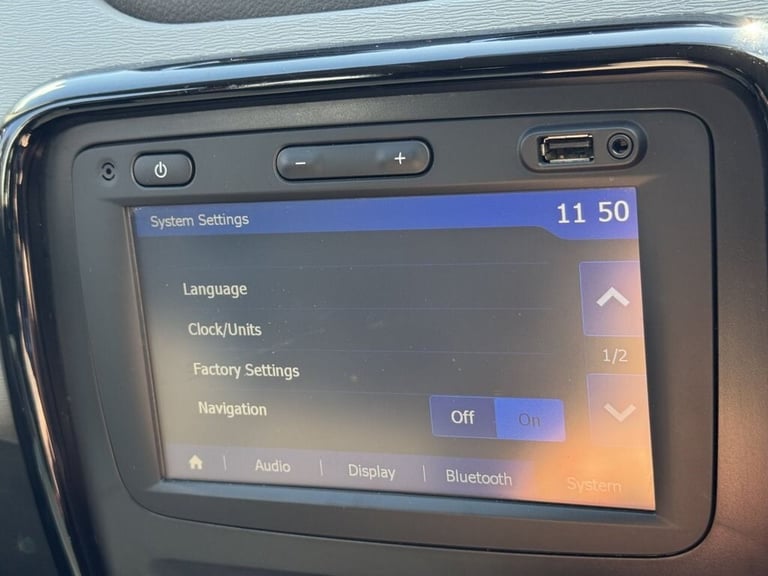 − +
System Settings 11 50
Language
Clock/Units
Factory Settings
1/2
Navigation Off On
Audio Display Bluetooth System